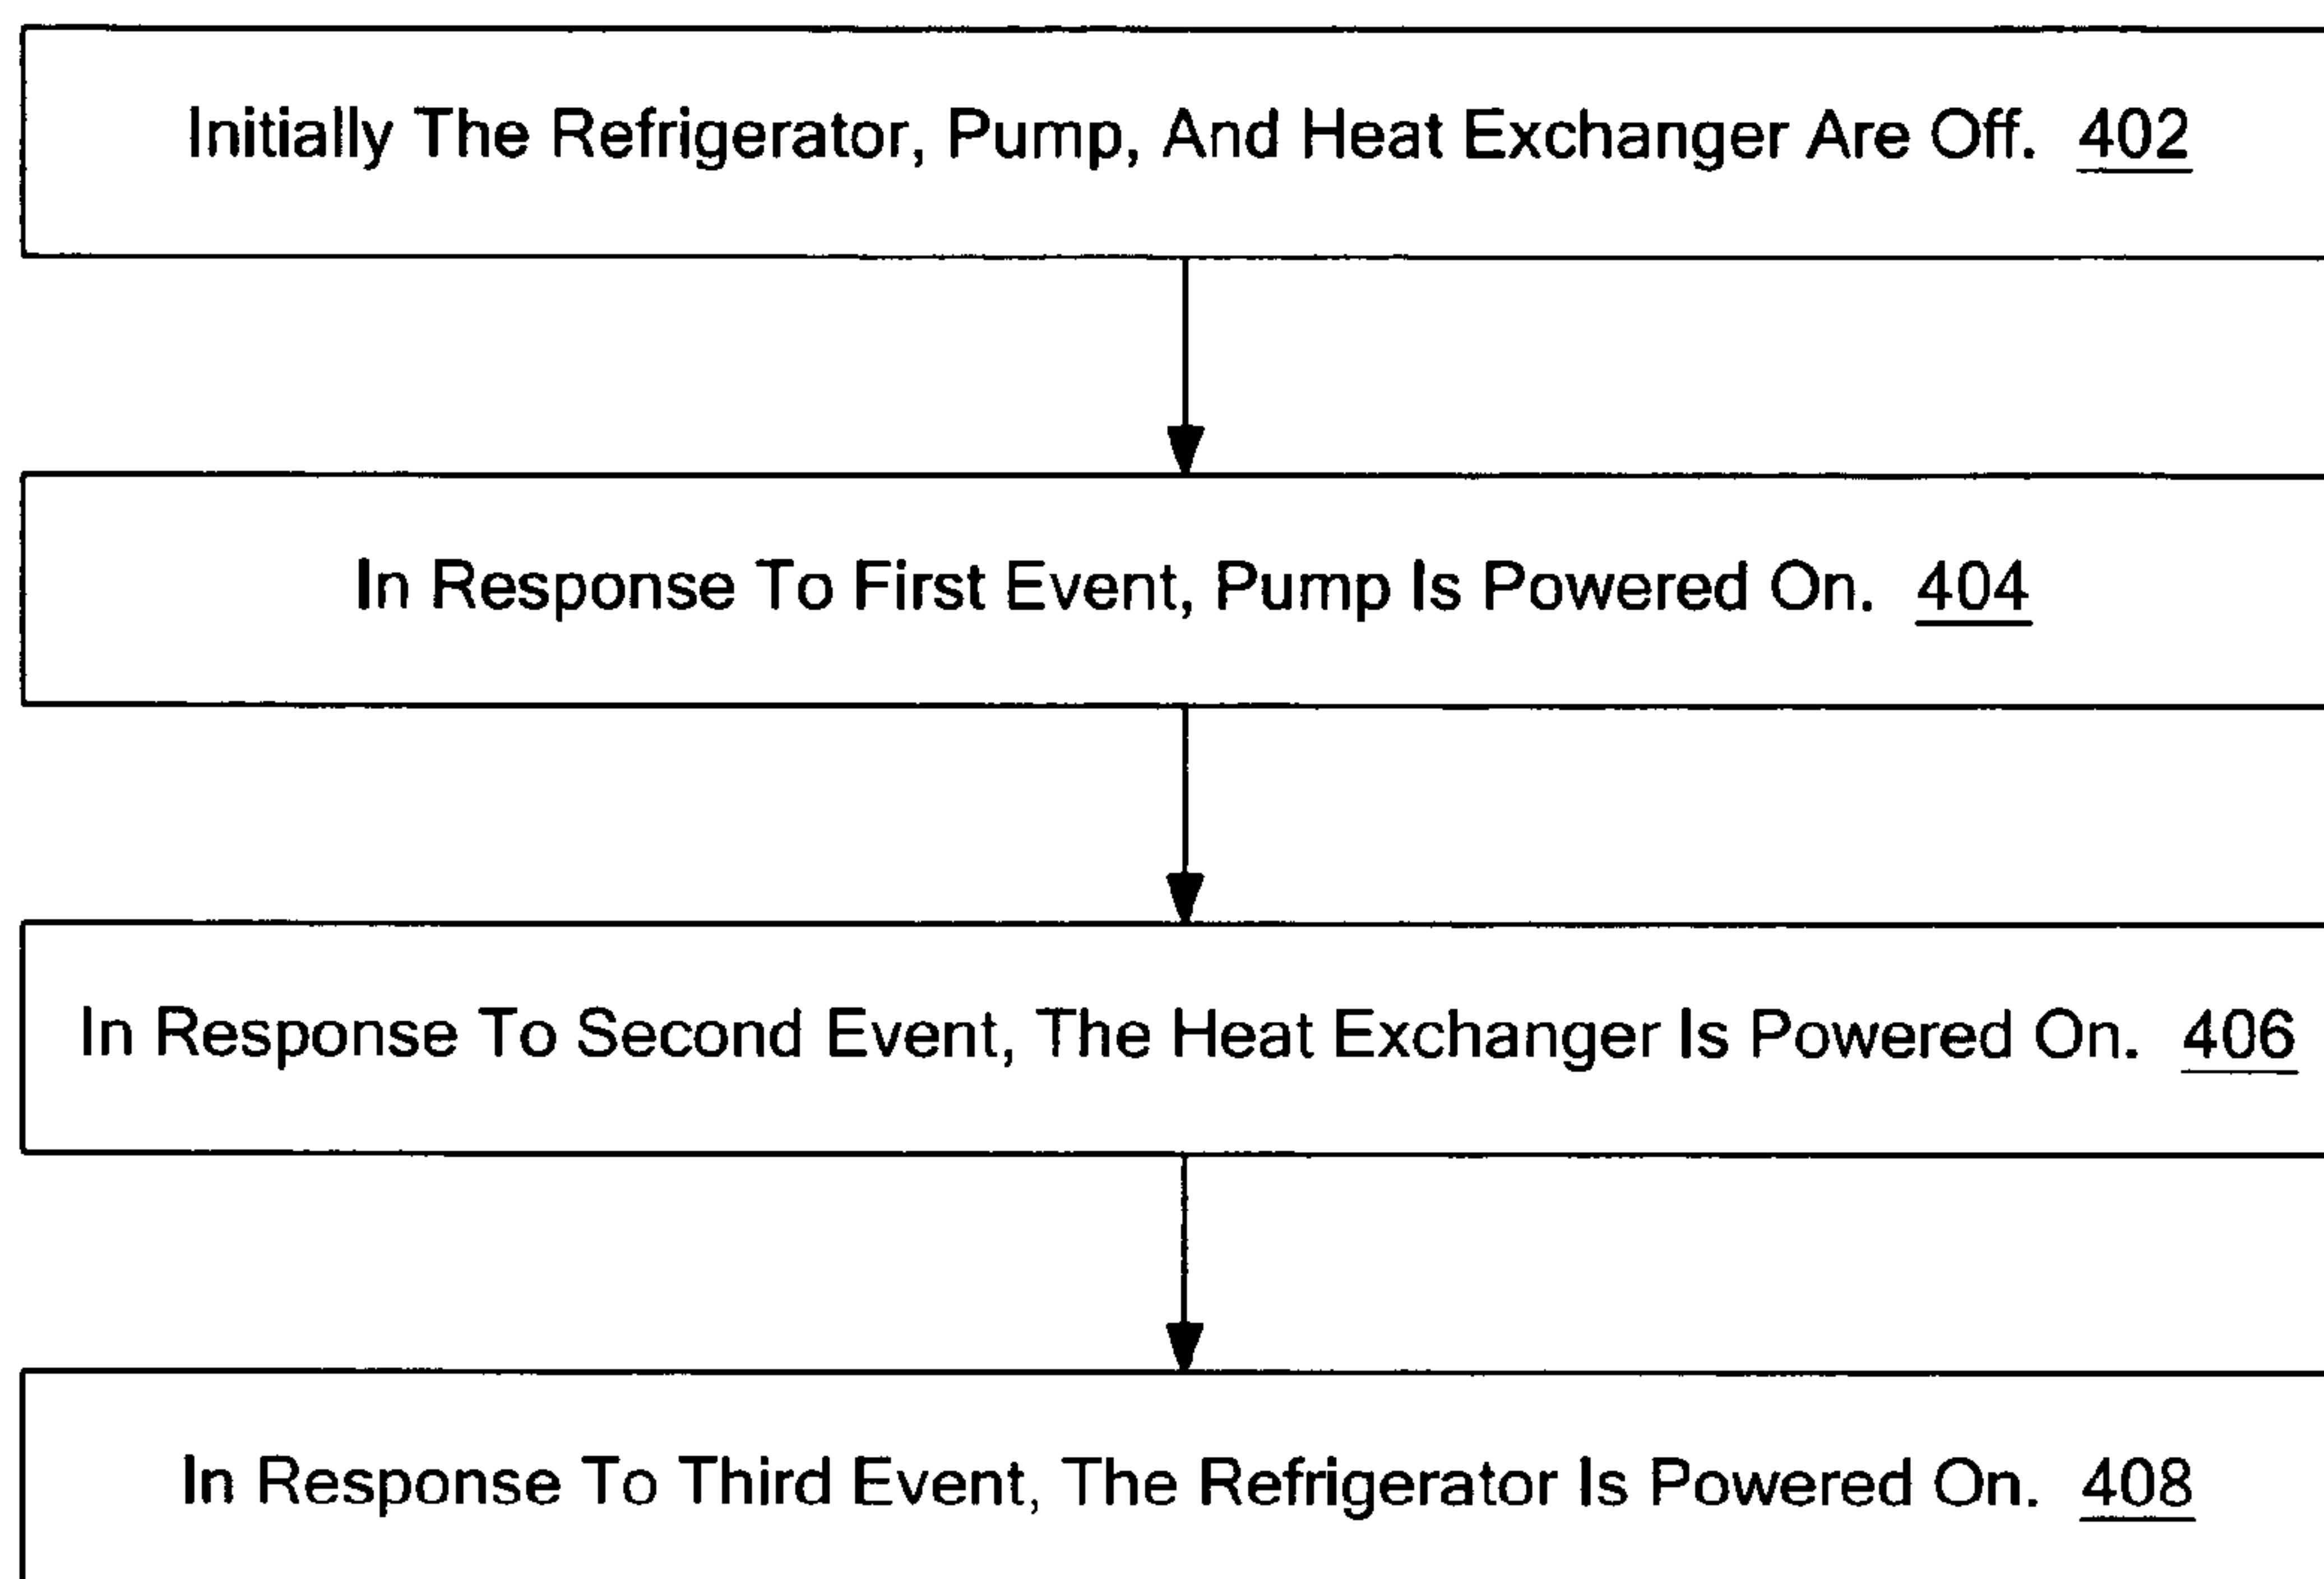 Initially The Refrigerator, Pump, And Heat Exchanger Are Off. 402
In Response To First Event, Pump Is Powered On. 404
In Response To Second Event, The Heat Exchanger Is Powered On. 406
In Response To Third Event, The Refrigerator Is Powered On. 408